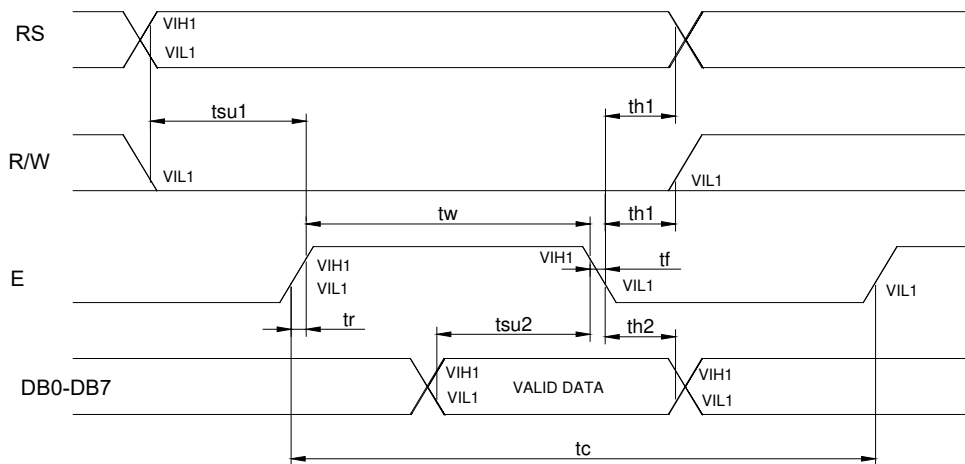 RS
VIH1
VIL1
tsu1
th1
R/W
VIL1
VIL1
tw
th1
E
VIH1
VIL1
VIH1
tf
VIL1
VIL1
tr
tsu2
th2
DB0-DB7
VIH1
VIL1
VALID DATA
VIH1
VIL1
tc